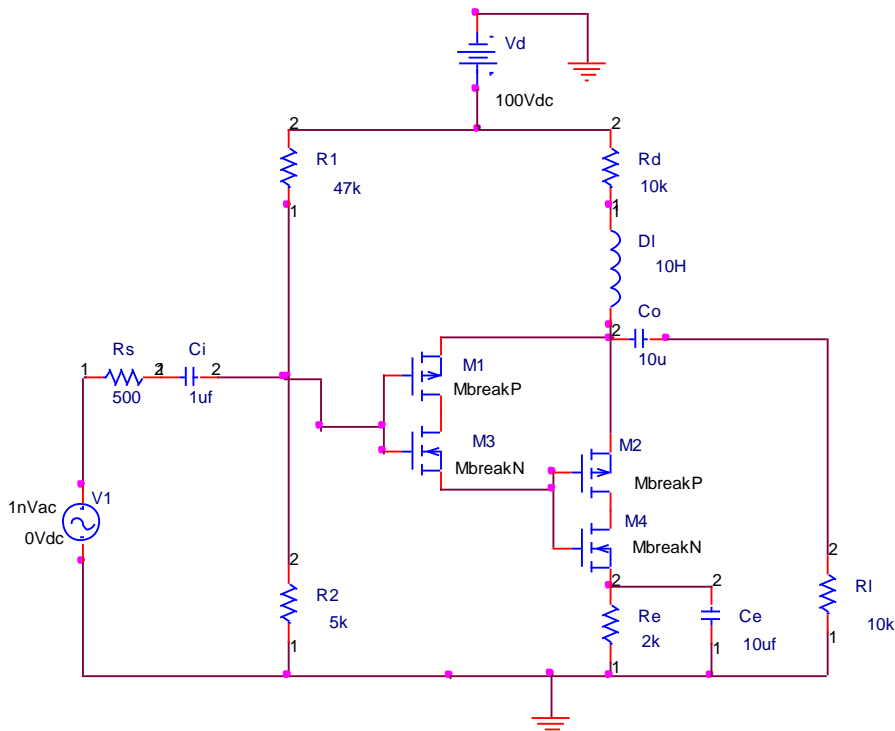 Vd
100Vdc
2
R1
47k
1
2
Rd
10k
1
Dl
10H
Co
2
10u
Rs
1
2
500
Ci
1
2
1uf
M1
MbreakP
M3
MbreakN
M2
MbreakP
M4
MbreakN
1nVac
V1
0Vdc
2
R2
5k
1
2
Re
2k
1
2
Ce
10uf
1
2
Rl
10k
1